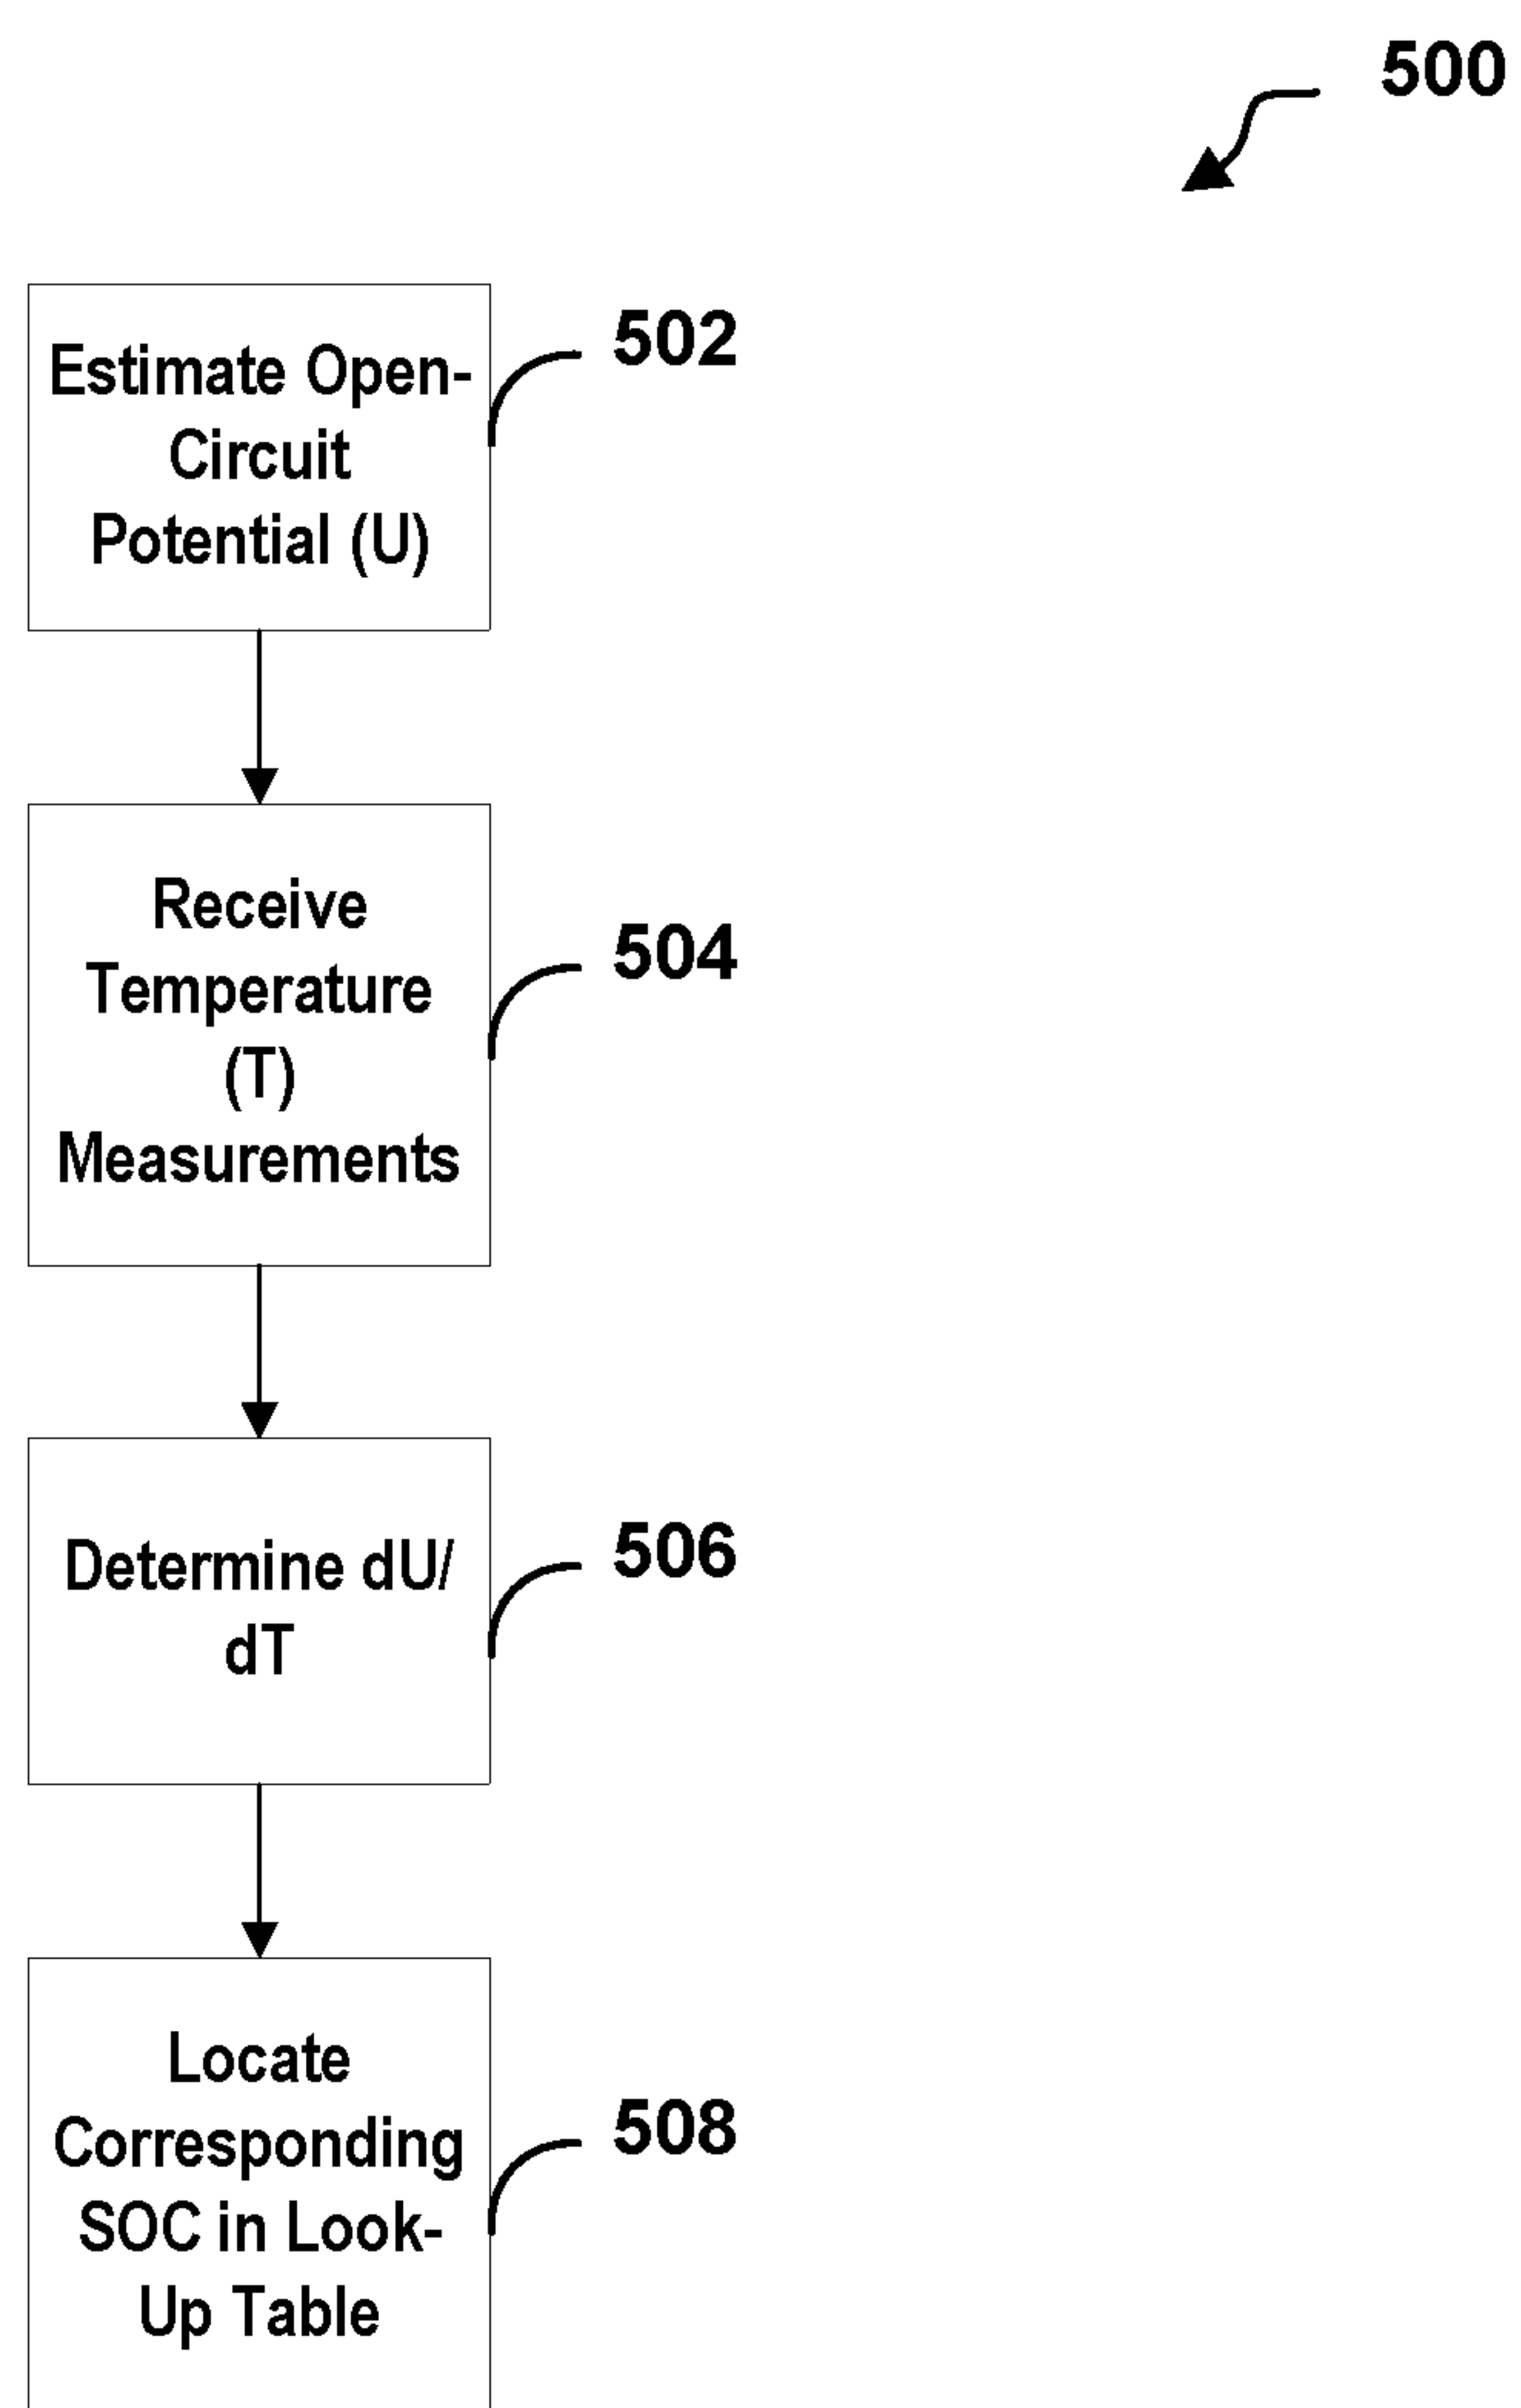 500
Estimate Open-
Circuit
Potential (U)
502
Receive
Temperature
(T)
Measurements
504
Determine dU/
dT
506
Locate
Corresponding
SOC in Look-
Up Table
508